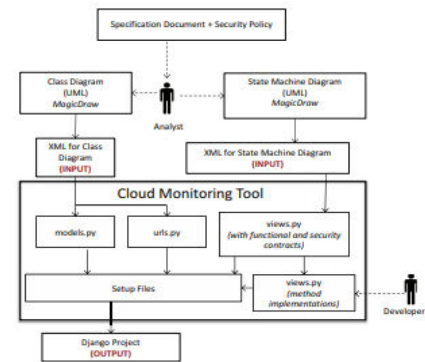 Specification Document + Security Policy
Class Diagram
(UML)
MagicDraw
State Machine Diagram
(UML)
MagicDraw
Analyst
XML for Class
Diagram
(INPUT)
XML for State Machine Diagram
(INPUT)
Cloud Monitoring Tool
models.py
urls.py
views.py
(with functional and security
contracts)
Setup Files
views.py
(method
implementations)
Developer
Django Project
(OUTPUT)